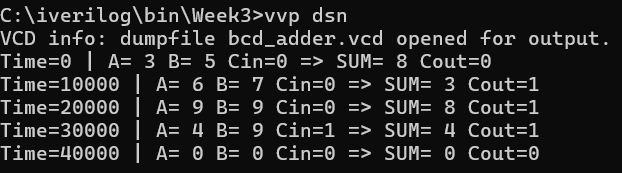 C:\iverilog\bin\Week3>vvp dsn
VCD info: dumpfile bcd_adder.vcd opened for output.
Time=0 | A= 3 B= 5 Cin=0 => SUM= 8 Cout=0
Time=10000 | A= 6 B= 7 Cin=0 => SUM= 3 Cout=1
Time=20000 | A= 9 B= 9 Cin=0 => SUM= 8 Cout=1
Time=30000 | A= 4 B= 9 Cin=1 => SUM= 4 Cout=1
Time=40000 | A= 0 B= 0 Cin=0 => SUM= 0 Cout=0